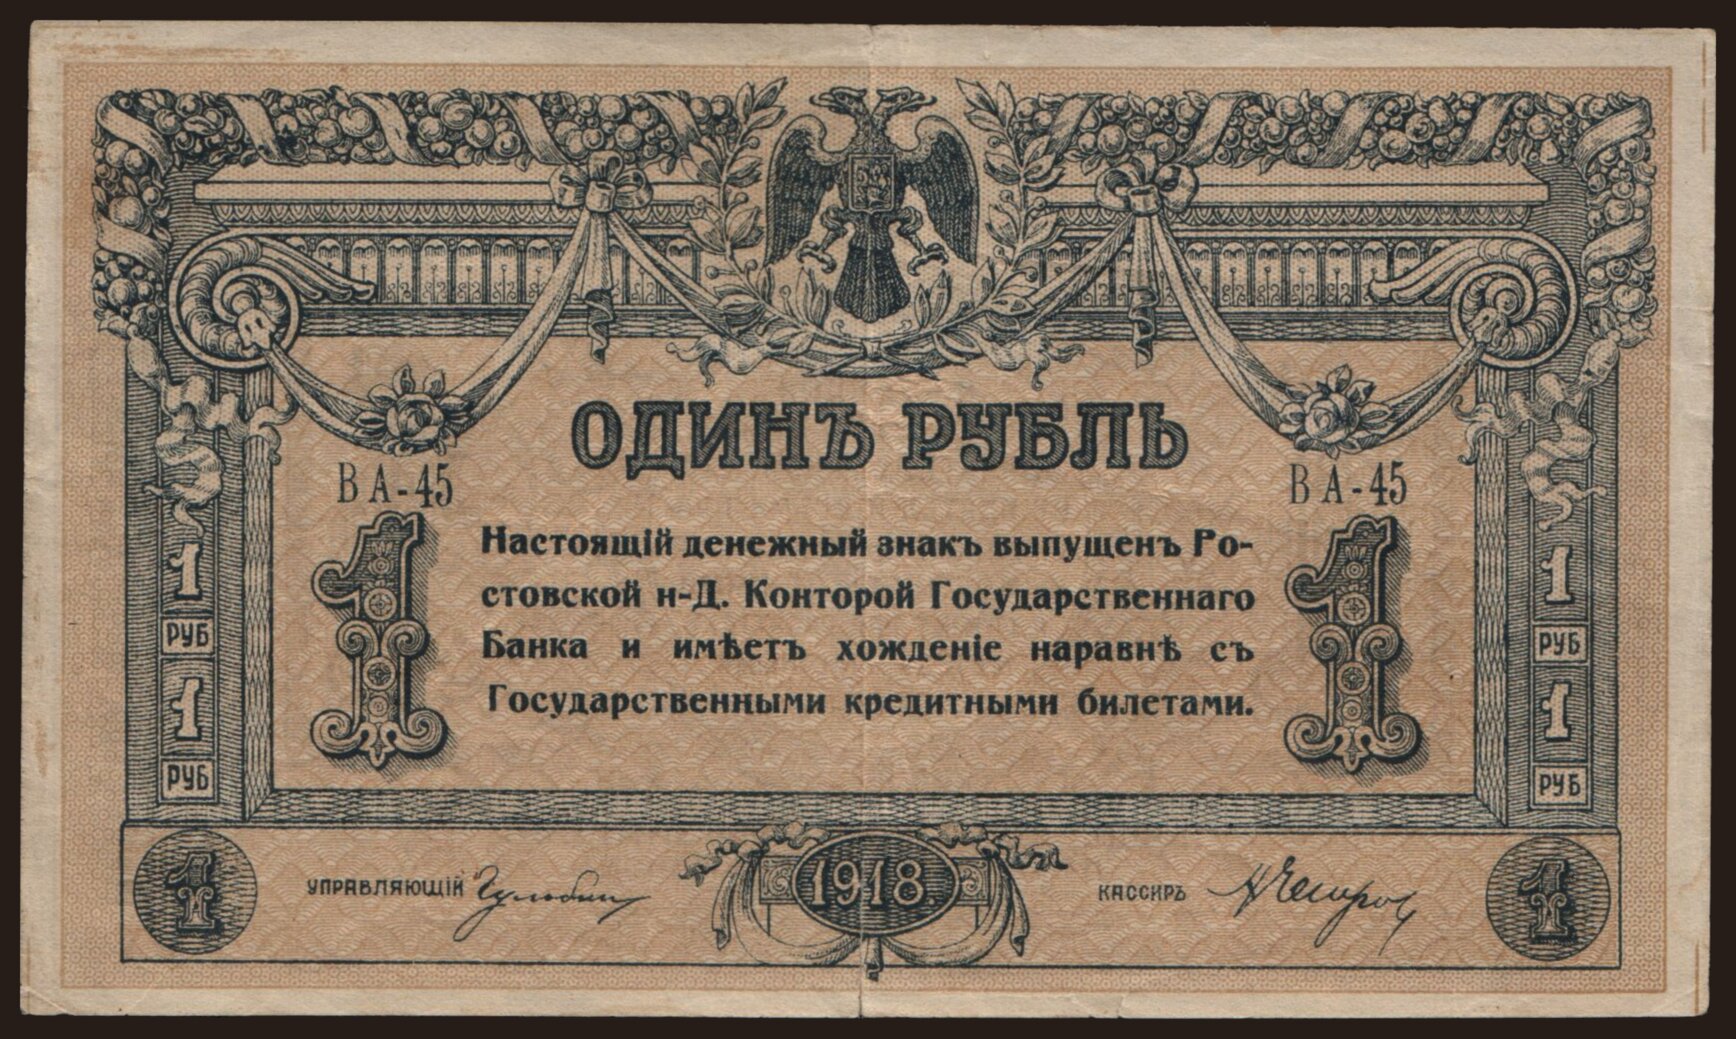 ОДИНЪ РУБЛЬ
ВА-45 ВА-45
1 1
Настоящій денежный знакъ выпущенъ Ро-
стовской н-Д. Конторой Государственнаго
Банка и имѣетъ хожденіе наравнѣ съ
Государственными кредитными билетами.
1 1
РУБ РУБ
1 1
РУБ РУБ
1 УПРАВЛЯЮЩІЙ 1918. КАССИРЪ 1